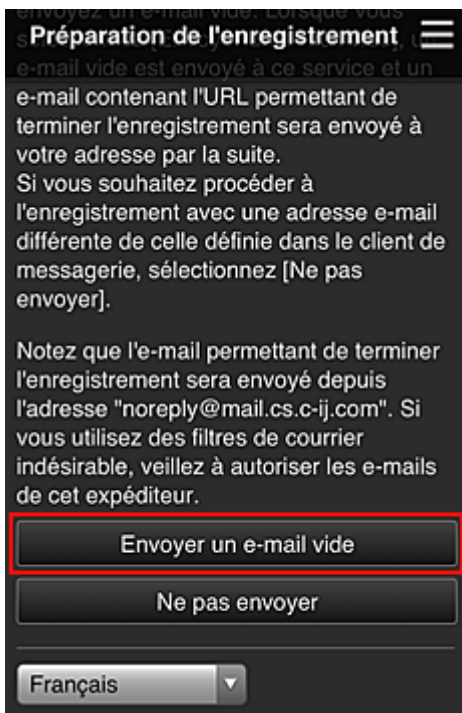 Préparation de l'enregistrement
e-mail vide est envoyé à ce service et un
e-mail contenant l'URL permettant de
terminer l'enregistrement sera envoyé à
votre adresse par la suite.
Si vous souhaitez procéder à
l'enregistrement avec une adresse e-mail
différente de celle définie dans le client de
messagerie, sélectionnez [Ne pas
envoyer].
Notez que l'e-mail permettant de terminer
l'enregistrement sera envoyé depuis
l'adresse "noreply@mail.cs.c-ij.com". Si
vous utilisez des filtres de courrier
indésirable, veillez à autoriser les e-mails
de cet expéditeur.
Envoyer un e-mail vide
Ne pas envoyer
Français